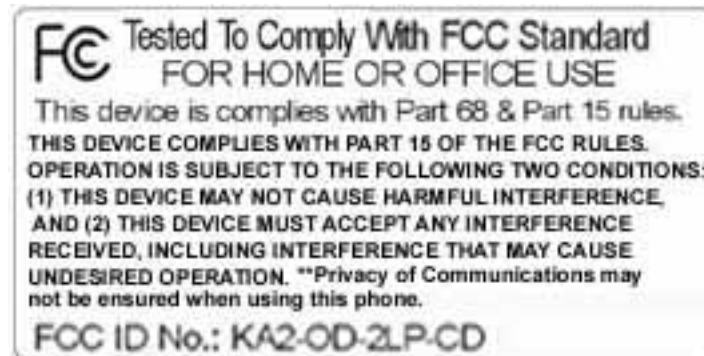 FC Tested To Comply With FCC Standard
FOR HOME OR OFFICE USE
This device is complies with Part 68 & Part 15 rules.
THIS DEVICE COMPLIES WITH PART 15 OF THE FCC RULES.
OPERATION IS SUBJECT TO THE FOLLOWING TWO CONDITIONS:
(1) THIS DEVICE MAY NOT CAUSE HARMFUL INTERFERENCE,
AND (2) THIS DEVICE MUST ACCEPT ANY INTERFERENCE
RECEIVED, INCLUDING INTERFERENCE THAT MAY CAUSE
UNDESIRED OPERATION. **Privacy of Communications may
not be ensured when using this phone.
FCC ID No.: KA2-OD-2LP-CD